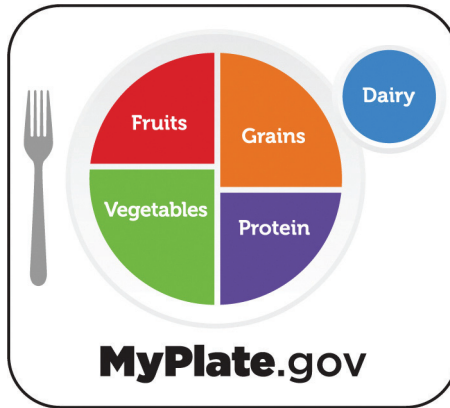 Dairy
Fruits
Grains
Vegetables
Protein
MyPlate.gov